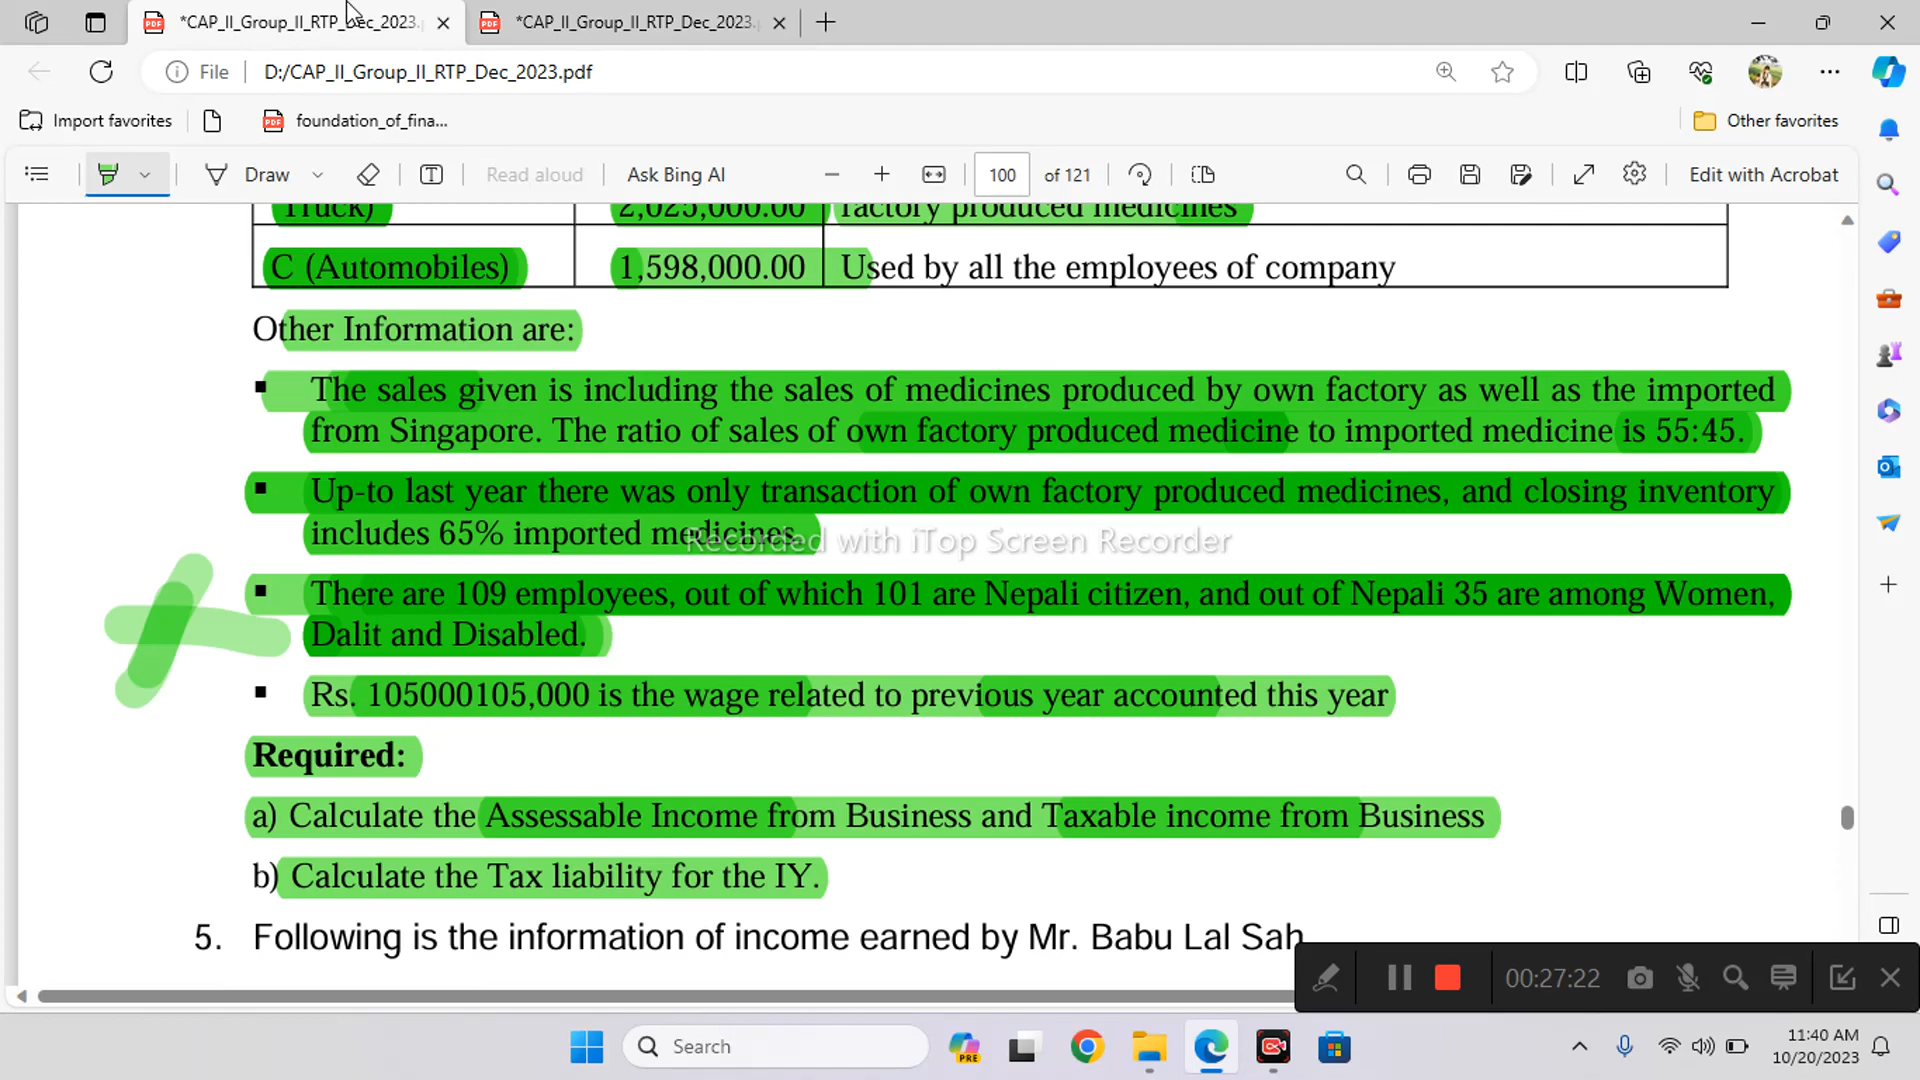 *CAP_II_Group_II_RTP_Dec_2023.
*CAP_II_Group_II_RTP_Dec_2023.
File
D:/CAP_II_Group_II_RTP_Dec_2023.pdf
Import favorites
foundation_of_fina...
Other favorites
Draw
Read aloud
Ask Bing AI
100
of 121
Edit with Acrobat
Truck)
2,025,000.00
factory produced medicines
C (Automobiles)
1,598,000.00
Used by all the employees of company
Other Information are:
▪ The sales given is including the sales of medicines produced by own factory as well as the imported
from Singapore. The ratio of sales of own factory produced medicine to imported medicine is 55:45.
▪ Up-to last year there was only transaction of own factory produced medicines, and closing inventory
includes 65% imported medicines.
Recorded with iTop Screen Recorder
▪ There are 109 employees, out of which 101 are Nepali citizen, and out of Nepali 35 are among Women,
Dalit and Disabled.
▪ Rs. 105000105,000 is the wage related to previous year accounted this year
Required:
a) Calculate the Assessable Income from Business and Taxable income from Business
b) Calculate the Tax liability for the IY.
5. Following is the information of income earned by Mr. Babu Lal Sah
00:27:22
Search
PRE
11:40 AM
10/20/2023